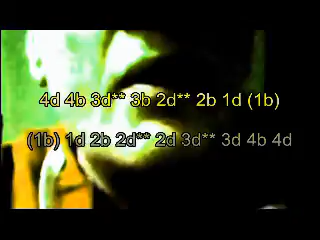 4d 4b 3d** 3b 2d** 2b 1d (1b)
(1b) 1d 2b 2d** 2d 3d** 3d 4b 4d